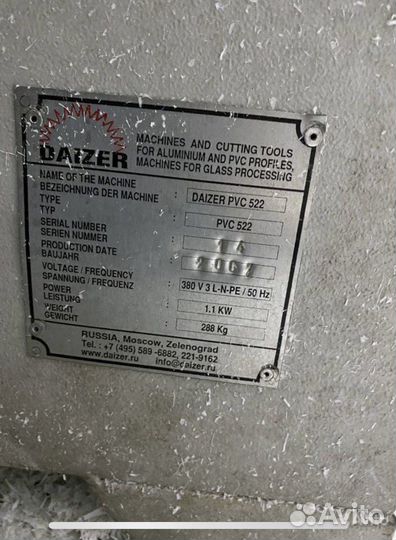 DAIZER
MACHINES AND CUTTING TOOLS
FOR ALUMINIUM AND PVC PROFILES,
MACHINES FOR GLASS PROCESSING
NAME OF THE MACHINE
BEZEICHNUNG DER MACHINE : DAIZER PVC 522
TYPE
TYP : PVC 522
SERIAL NUMBER
SERIEN NUMMER : 14
PRODUCTION DATE
BAUJAHR : 2007
VOLTAGE / FREQUENCY
SPANNUNG / FREQUENZ : 380 V 3 L-N-PE / 50 Hz
POWER
LEISTUNG : 1.1 KW
WEIGHT
GEWICHT : 288 Kg
RUSSIA, Moscow, Zelenograd
Tel. : +7 (495) 589 -6882, 221-9162
www.daizer.ru info@daizer.ru
Avito